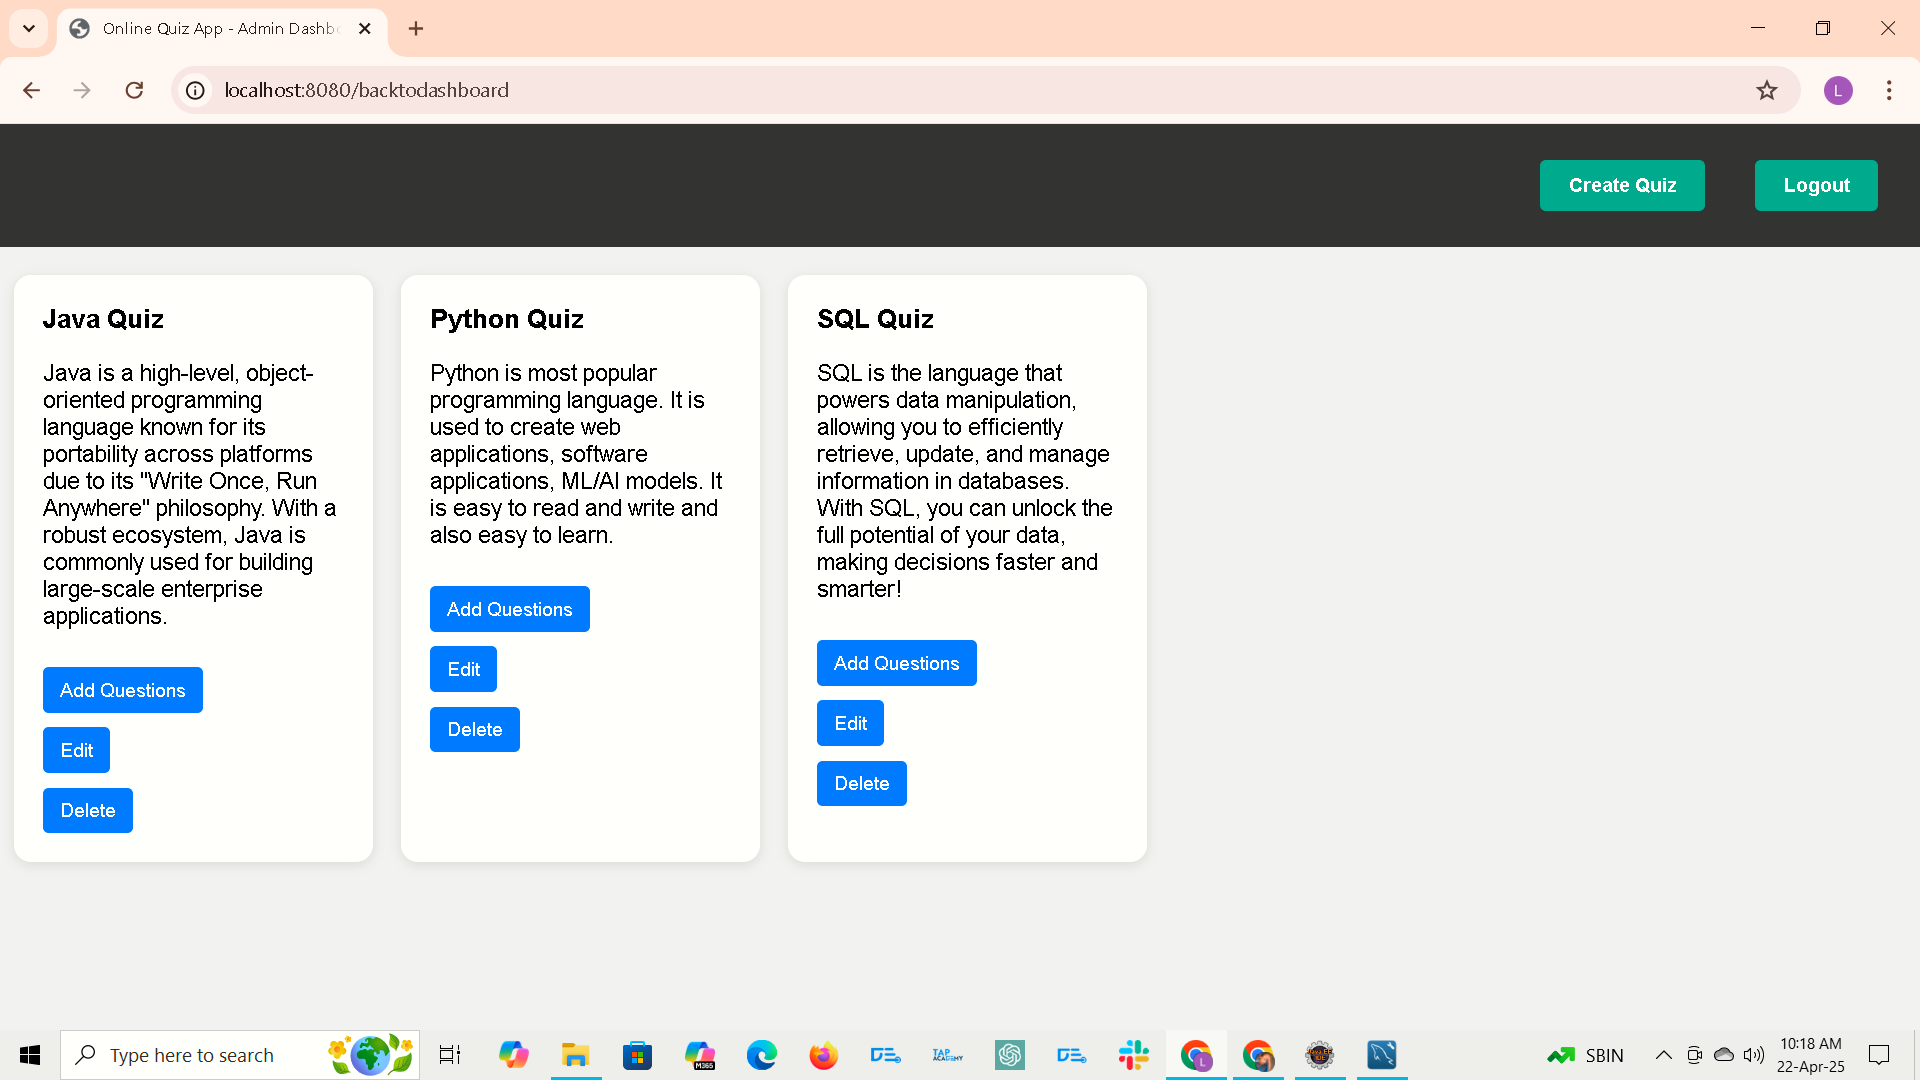 Online Quiz App - Admin Dashb
localhost:8080/backtodashboard
L
Create Quiz
Logout
Java Quiz
Java is a high-level, object-
oriented programming
language known for its
portability across platforms
due to its "Write Once, Run
Anywhere" philosophy. With a
robust ecosystem, Java is
commonly used for building
large-scale enterprise
applications.
Add Questions
Edit
Delete
Python Quiz
Python is most popular
programming language. It is
used to create web
applications, software
applications, ML/AI models. It
is easy to read and write and
also easy to learn.
Add Questions
Edit
Delete
SQL Quiz
SQL is the language that
powers data manipulation,
allowing you to efficiently
retrieve, update, and manage
information in databases.
With SQL, you can unlock the
full potential of your data,
making decisions faster and
smarter!
Add Questions
Edit
Delete
Type here to search
M365
TAP
ACADEMY
L
SBIN
10:18 AM
22-Apr-25